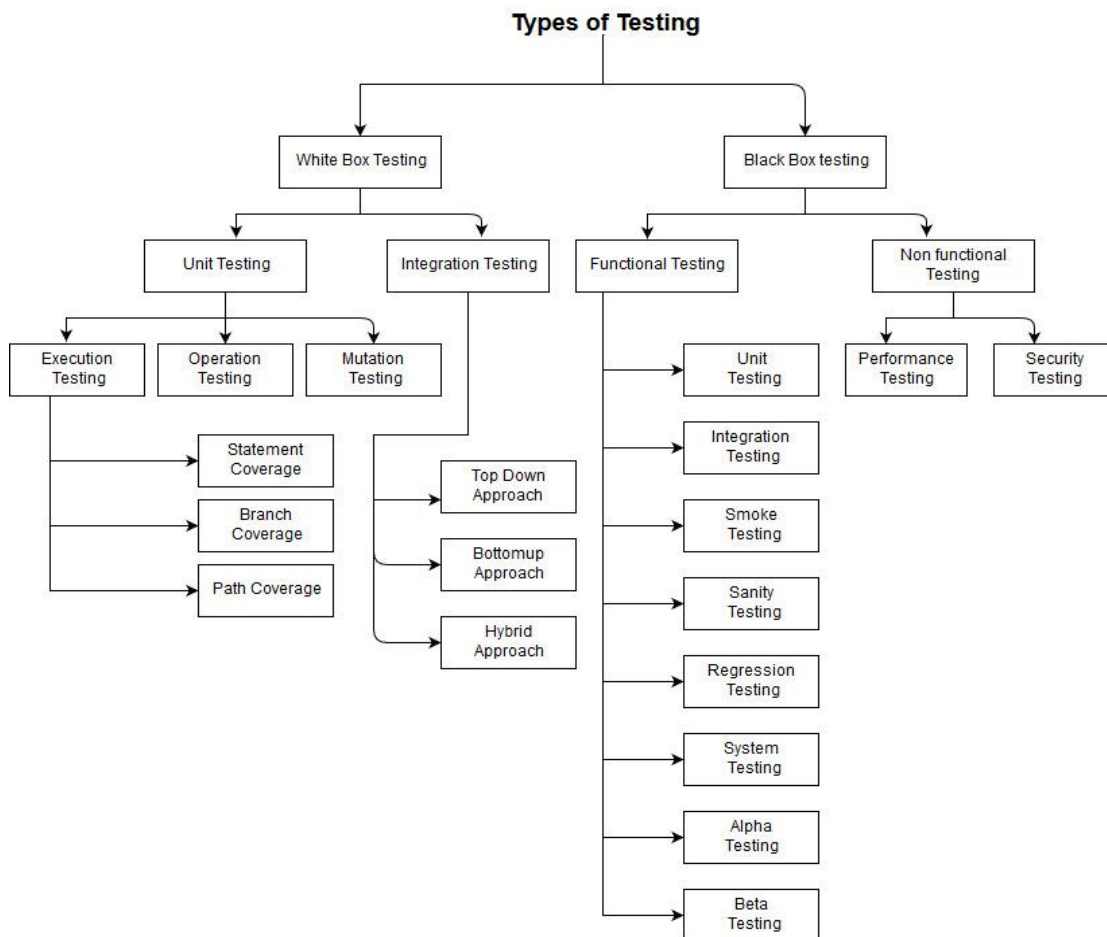 Types of Testing
White Box Testing
Black Box testing
Unit Testing
Integration Testing
Functional Testing
Non functional
Testing
Execution
Testing
Operation
Testing
Mutation
Testing
Unit
Testing
Performance
Testing
Security
Testing
Statement
Coverage
Branch
Coverage
Path Coverage
Top Down
Approach
Bottomup
Approach
Hybrid
Approach
Integration
Testing
Smoke
Testing
Sanity
Testing
Regression
Testing
System
Testing
Alpha
Testing
Beta
Testing